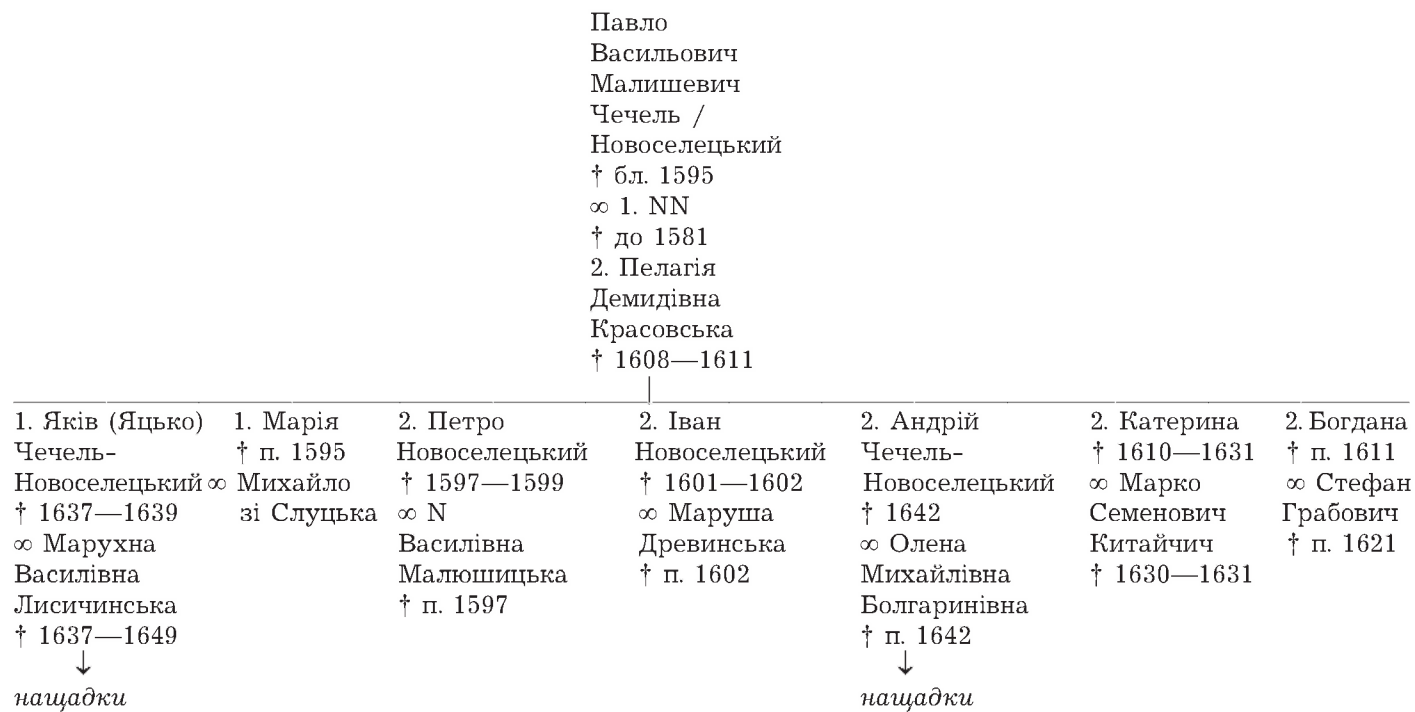 Павло
Васильович
Малишевич
Чечель /
Новоселецький
† бл. 1595
∞ 1. NN
† до 1581
2. Пелагія
Демидівна
Красовська
† 1608—1611
1. Яків (Яцько)
Чечель-
Новоселецький
† 1637—1639
∞ Марухна
Василівна
Лисичинська
† 1637—1649
↓
нащадки
1. Марія
† п. 1595
∞ Михайло
зі Слуцька
2. Петро
Новоселецький
† 1597—1599
∞ N
Василівна
Малюшицька
† п. 1597
2. Іван
Новоселецький
† 1601—1602
∞ Маруша
Древинська
† п. 1602
2. Андрій
Чечель-
Новоселецький
† 1642
∞ Олена
Михайлівна
Болгаринівна
† п. 1642
↓
нащадки
2. Катерина
† 1610—1631
∞ Марко
Семенович
Китайчич
† 1630—1631
2. Богдана
† п. 1611
∞ Стефан
Грабович
† п. 1621